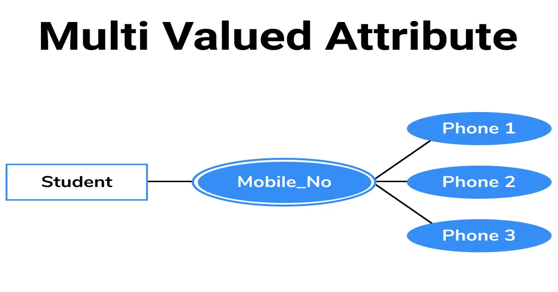 Multi Valued Attribute
Student
Mobile_No
Phone 1
Phone 2
Phone 3